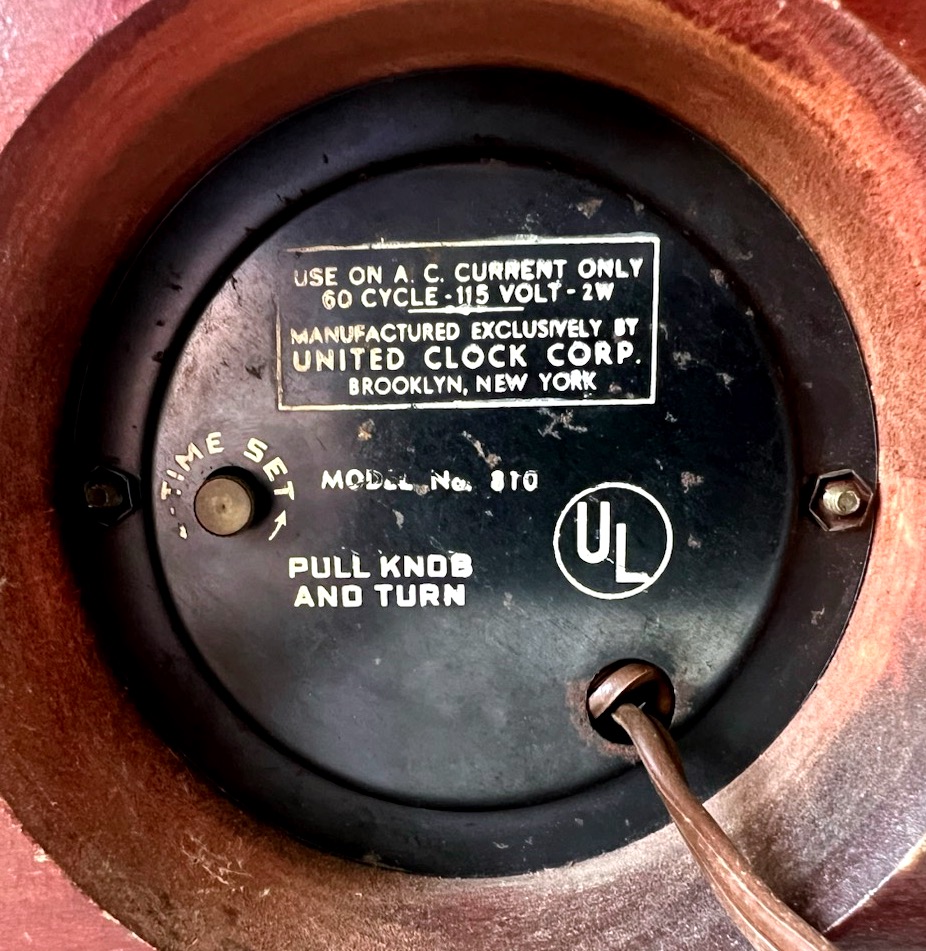 USE ON A. C. CURRENT ONLY
60 CYCLE - 115 VOLT - 2W
MANUFACTURED EXCLUSIVELY BY
UNITED CLOCK CORP.
BROOKLYN, NEW YORK
TIME SET
MODEL No. 810
PULL KNOB
AND TURN
UL